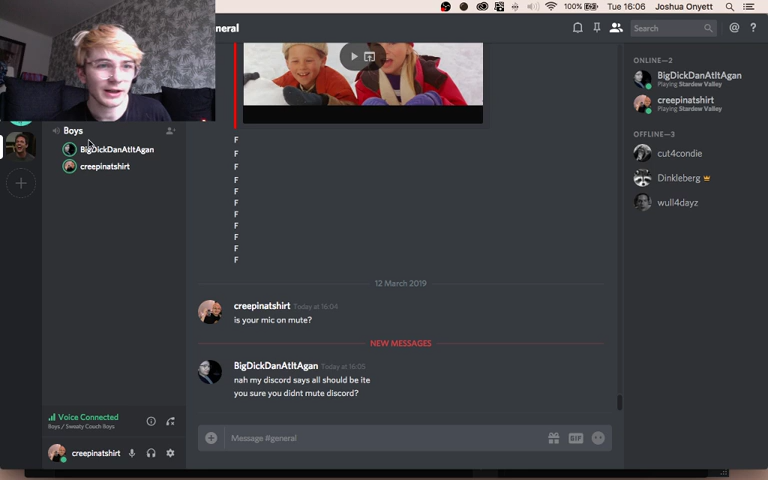 100%
Tue 16:06
Joshua Onyett
neral
Search
F
F
F
F
F
F
F
F
F
F
12 March 2019
creepinatshirt Today at 16:04
is your mic on mute?
NEW MESSAGES
BigDickDanAtItAgan Today at 16:05
nah my discord says all should be ite
you sure you didnt mute discord?
Message #general
GIF
Boys
BigDickDanAtItAgan
creepinatshirt
Voice Connected
Boys / Sweaty Couch Boys
creepinatshirt
ONLINE—2
BigDickDanAtItAgan
Playing Stardew Valley
creepinatshirt
Playing Stardew Valley
OFFLINE—3
cut4condie
Dinkleberg
wull4dayz